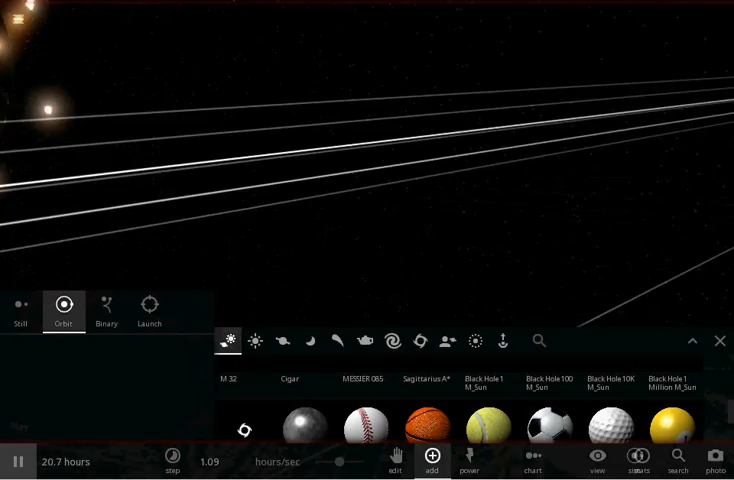 Still Orbit Binary Launch
M 32 Cigar MESSIER 085 Sagittarius A* Black Hole 1 M_Sun Black Hole 100 M_Sun Black Hole 10K M_Sun Black Hole 1 Million M_Sun
20.7 hours
step
1.09 hours/sec
edit add power chart view stats search photo